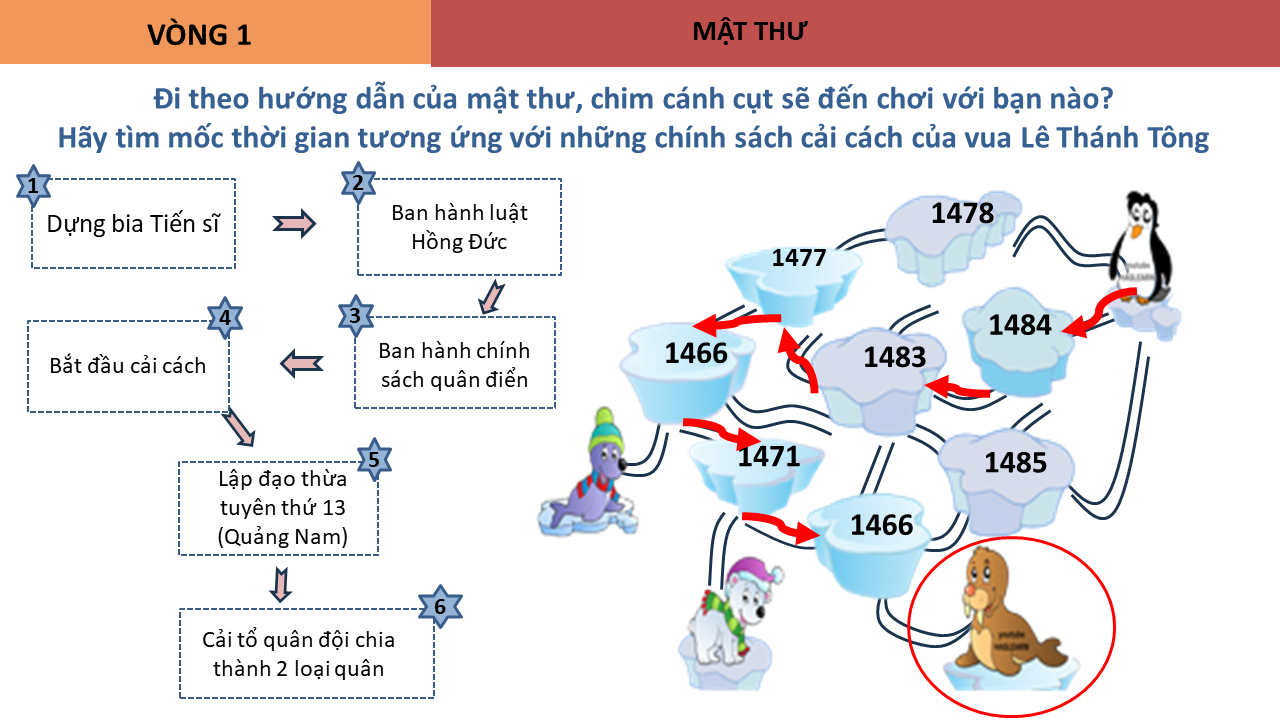 VÒNG 1
MẬT THƯ
Đi theo hướng dẫn của mật thư, chim cánh cụt sẽ đến chơi với bạn nào?
Hãy tìm mốc thời gian tương ứng với những chính sách cải cách của vua Lê Thánh Tông
1
Dựng bia Tiến sĩ
2
Ban hành luật
Hồng Đức
3
Ban hành chính
sách quân điển
4
Bắt đầu cải cách
5
Lập đạo thừa
tuyên thứ 13
(Quảng Nam)
6
Cải tổ quân đội chia
thành 2 loại quân
1478
1477
1484
1466
1483
1471
1485
1466
youtube
HASLEARN